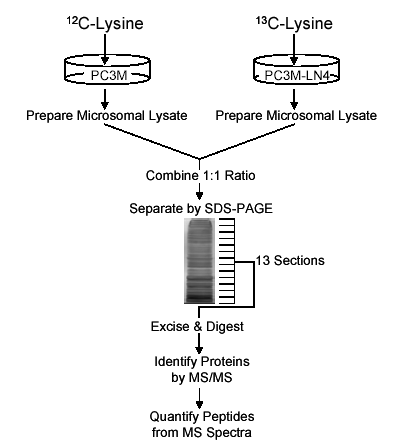 ¹²C-Lysine
¹³C-Lysine
PC3M
PC3M-LN4
Prepare Microsomal Lysate
Prepare Microsomal Lysate
Combine 1:1 Ratio
Separate by SDS-PAGE
13 Sections
Excise & Digest
Identify Proteins
by MS/MS
Quantify Peptides
from MS Spectra